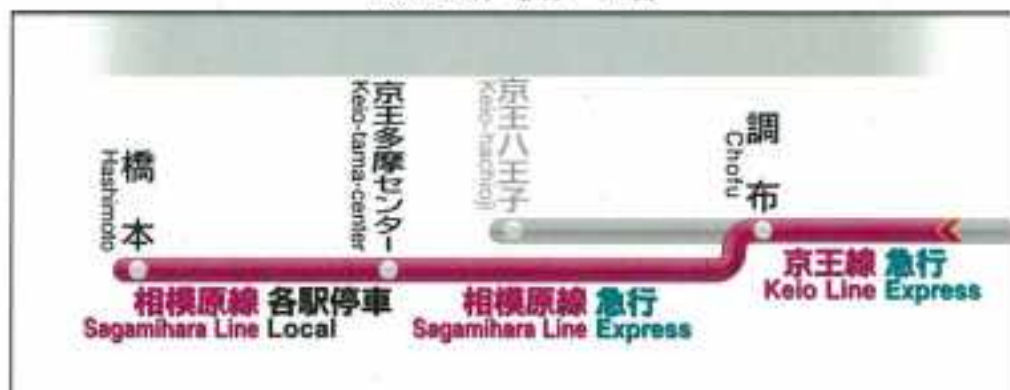 橋本
Hashimoto
京王多摩センター
Keio-tama-center
京王八王子
Keio-hachioji
調布
Chofu
京王線 急行
Keio Line Express
相模原線 各駅停車
Sagamihara Line Local
相模原線 急行
Sagamihara Line Express